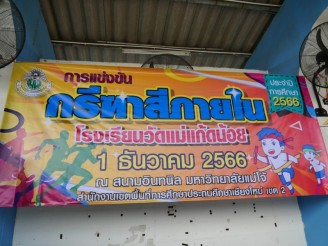 การแข่งขัน
กรีฑาสีภายใน
ประจำปี
การศึกษา
2566
โรงเรียนวัดแม่แก้ดน้อย
1 ธันวาคม 2566
ณ สนามอินทนิล มหาวิทยาลัยแม่โจ้
สำนักงานเขตพื้นที่การศึกษาประถมศึกษาเชียงใหม่ เขต 2